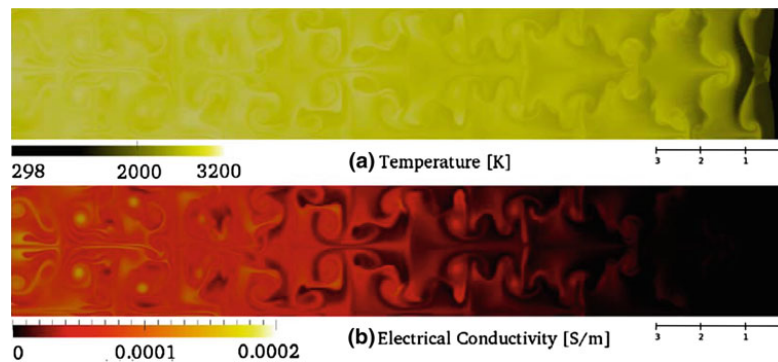 298 2000 3200
(a) Temperature [K]
3 2 1
0 0.0001 0.0002
(b) Electrical Conductivity [S/m]
3 2 1